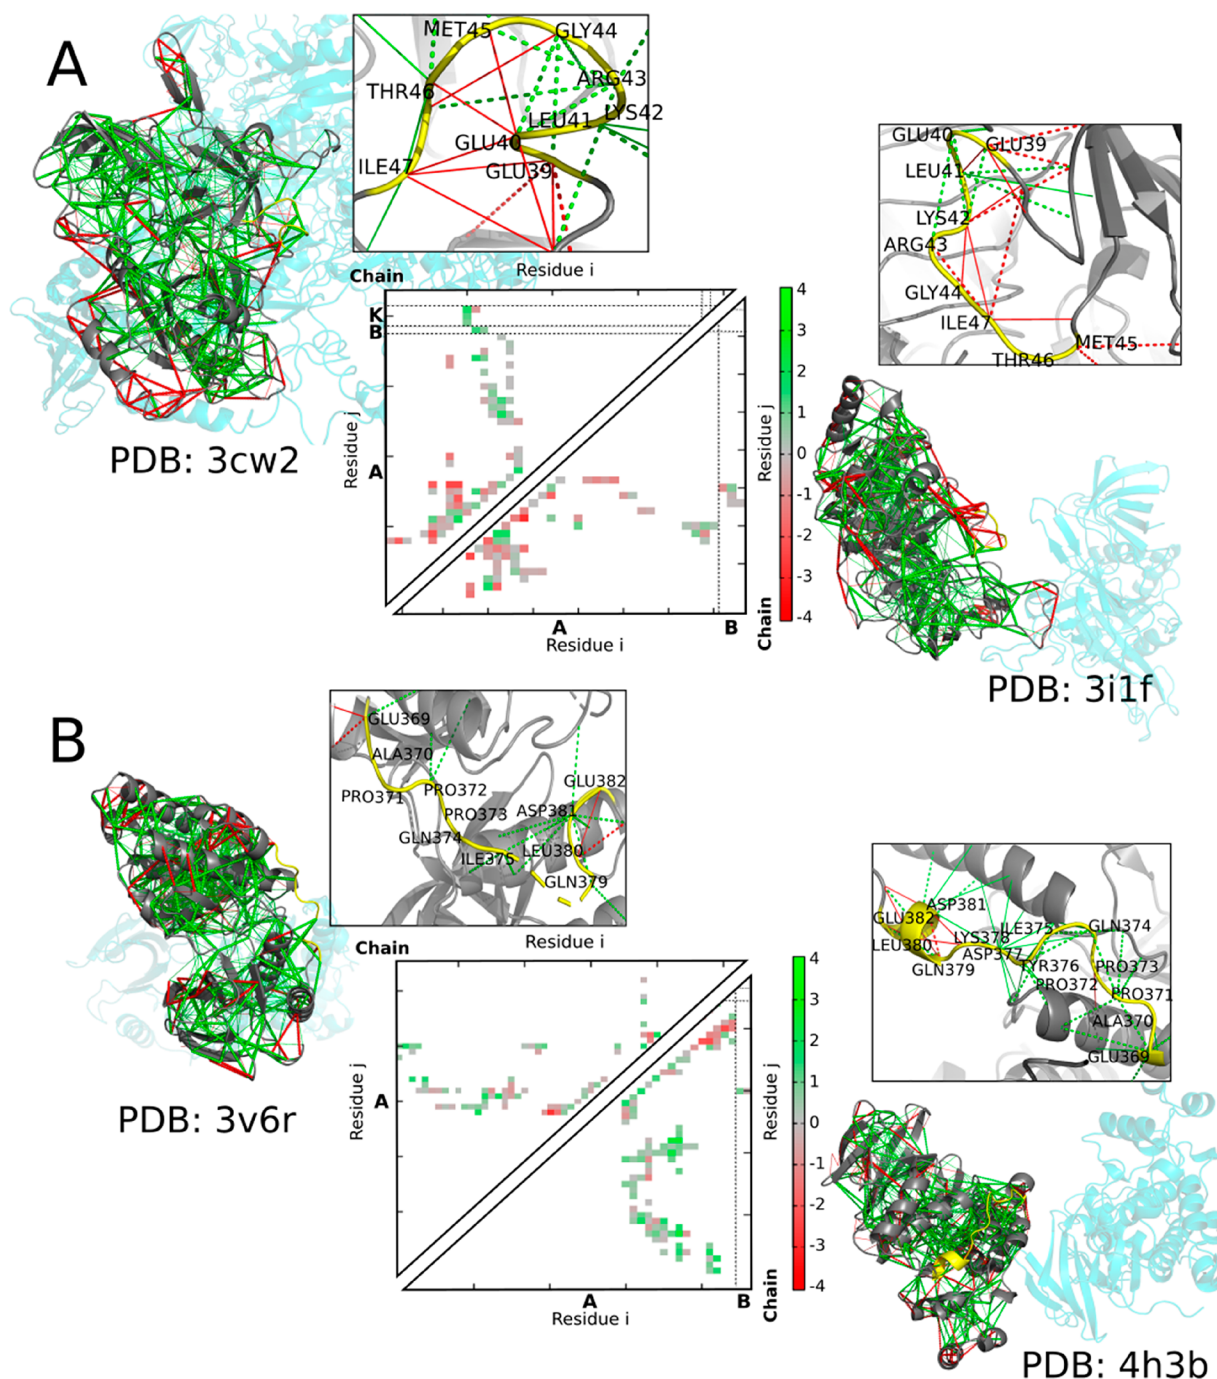 A
MET45
GLY44
ARG43
THR46
LEU41
LYS42
GLU40
GLU39
ILE47
GLU40
GLU39
LEU41
LYS42
ARG43
GLY44
ILE47
MET45
THR46
Chain
Residue i
K
B
A
Residue j
4
3
2
1
0
-1
-2
-3
-4
Residue j
A
B
Residue i
Chain
PDB: 3cw2
PDB: 3i1f
B
GLU369
ALA370
PRO371
PRO372
PRO373
GLN374
ILE375
GLU382
ASP381
LEU380
GLN379
ASP381
GLU382
LEU380
GLN379
LYS378
ILE375
GLN374
ASP377
TYR376
PRO373
PRO372
PRO371
ALA370
GLU369
Chain
Residue i
A
Residue j
4
3
2
1
0
-1
-2
-3
-4
Residue j
A
B
Residue i
Chain
PDB: 3v6r
PDB: 4h3b